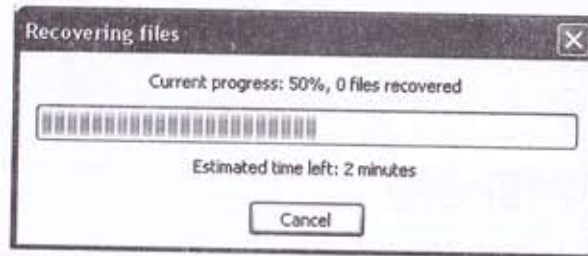 Recovering files
Current progress: 50%, 0 files recovered
Estimated time left: 2 minutes
Cancel